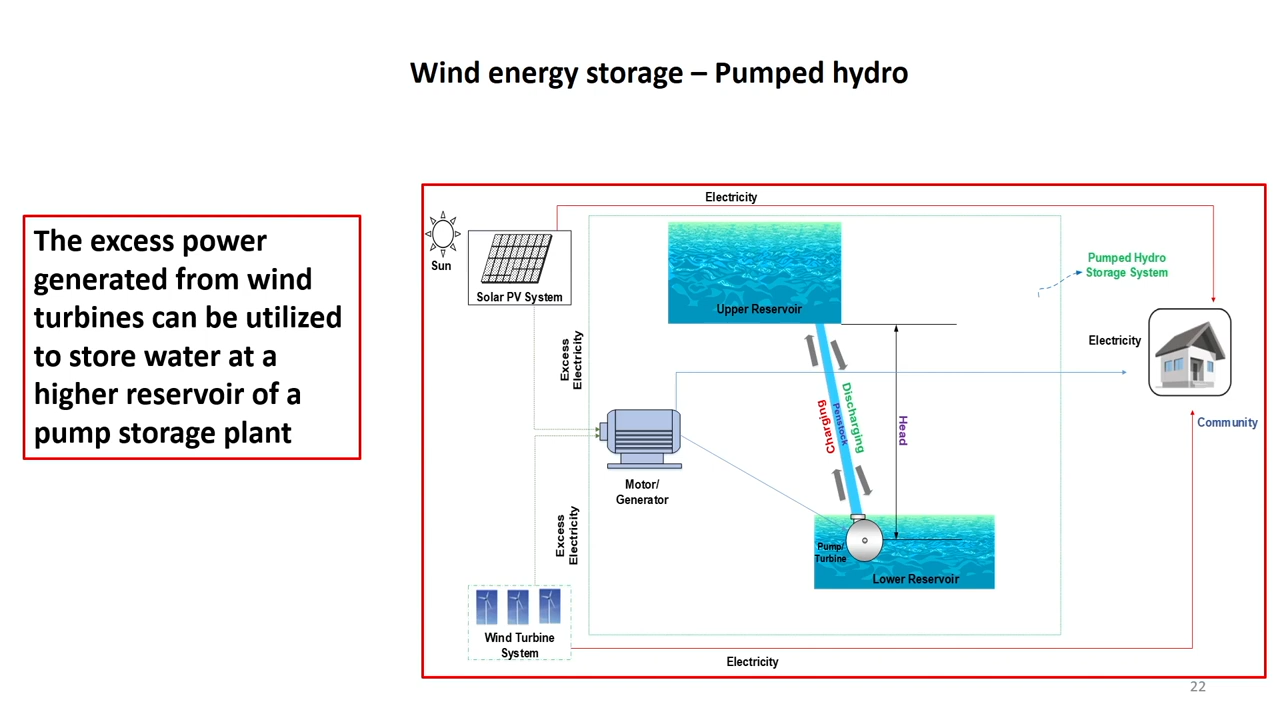 Wind energy storage – Pumped hydro
The excess power
generated from wind
turbines can be utilized
to store water at a
higher reservoir of a
pump storage plant
Electricity
Sun
Solar PV System
Upper Reservoir
Pumped Hydro
Storage System
Excess
Electricity
Electricity
Charging
Penstock
Discharging
Head
Community
Motor/
Generator
Excess
Electricity
Pump/
Turbine
Lower Reservoir
Wind Turbine
System
Electricity
22